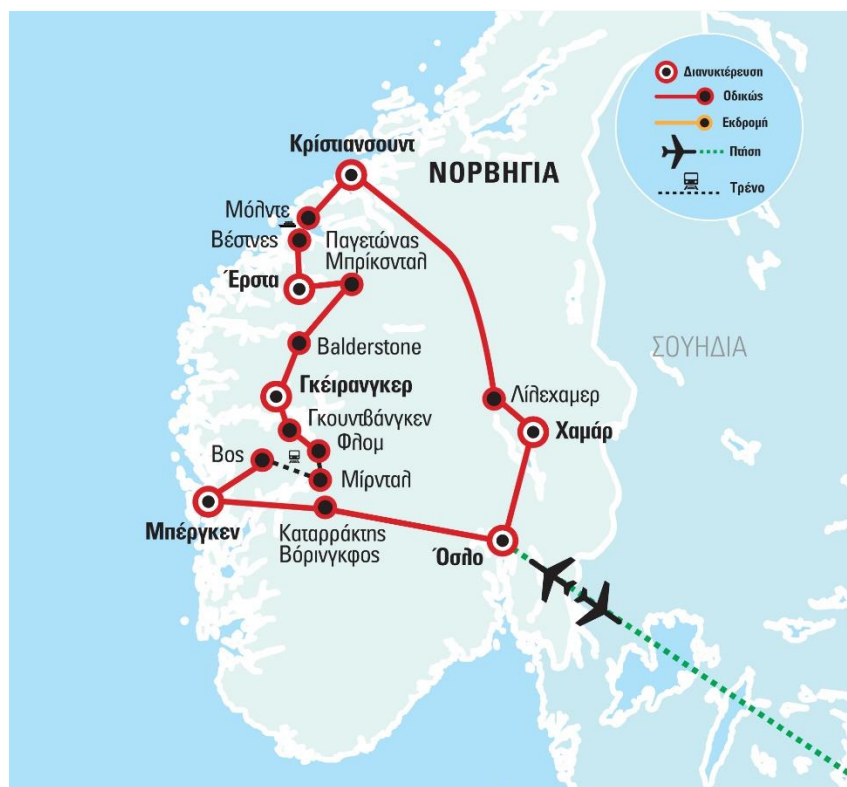 Διανυκτέρευση
Οδικώς
Εκδρομή
Πτήση
Τρένο
Κρίστιανσουντ
ΝΟΡΒΗΓΙΑ
Μόλντε
Βέστνες
Παγετώνας
Μπρίκσνταλ
Έρστα
ΣΟΥΗΔΙΑ
Balderstone
Γκέιρανγκερ
Λίλεχαμερ
Γκουντβάνγκεν
Χαμάρ
Φλομ
Βος
Μίρνταλ
Μπέργκεν
Καταρράκτης
Βόρινγκφος
Όσλο